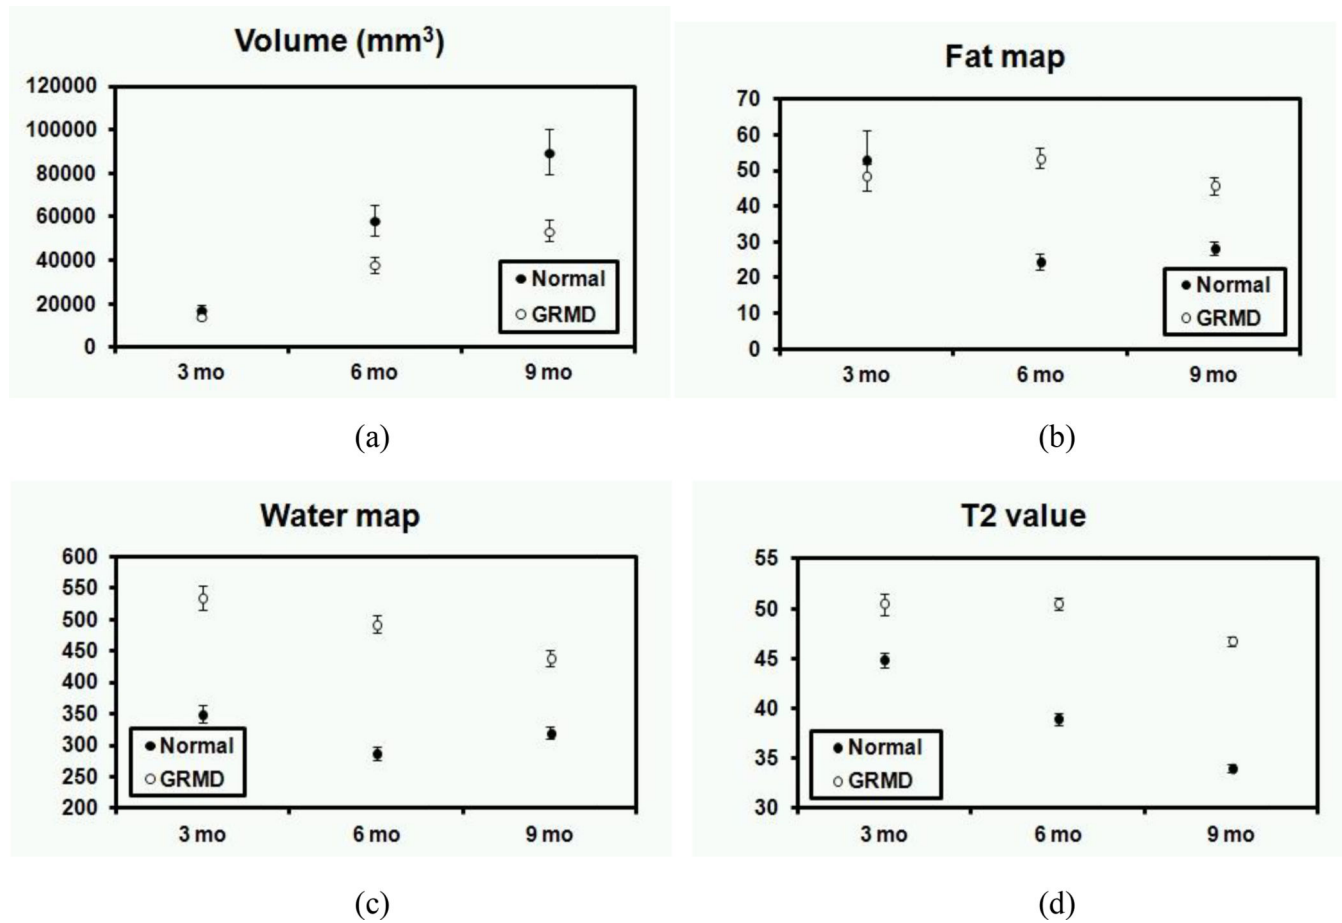 Volume (mm³)
120000
100000
80000
60000
40000
20000
0
3 mo 6 mo 9 mo
Normal
GRMD
(a)
Fat map
70
60
50
40
30
20
10
0
3 mo 6 mo 9 mo
Normal
GRMD
(b)
Water map
600
550
500
450
400
350
300
250
200
3 mo 6 mo 9 mo
Normal
GRMD
(c)
T2 value
55
50
45
40
35
30
3 mo 6 mo 9 mo
Normal
GRMD
(d)